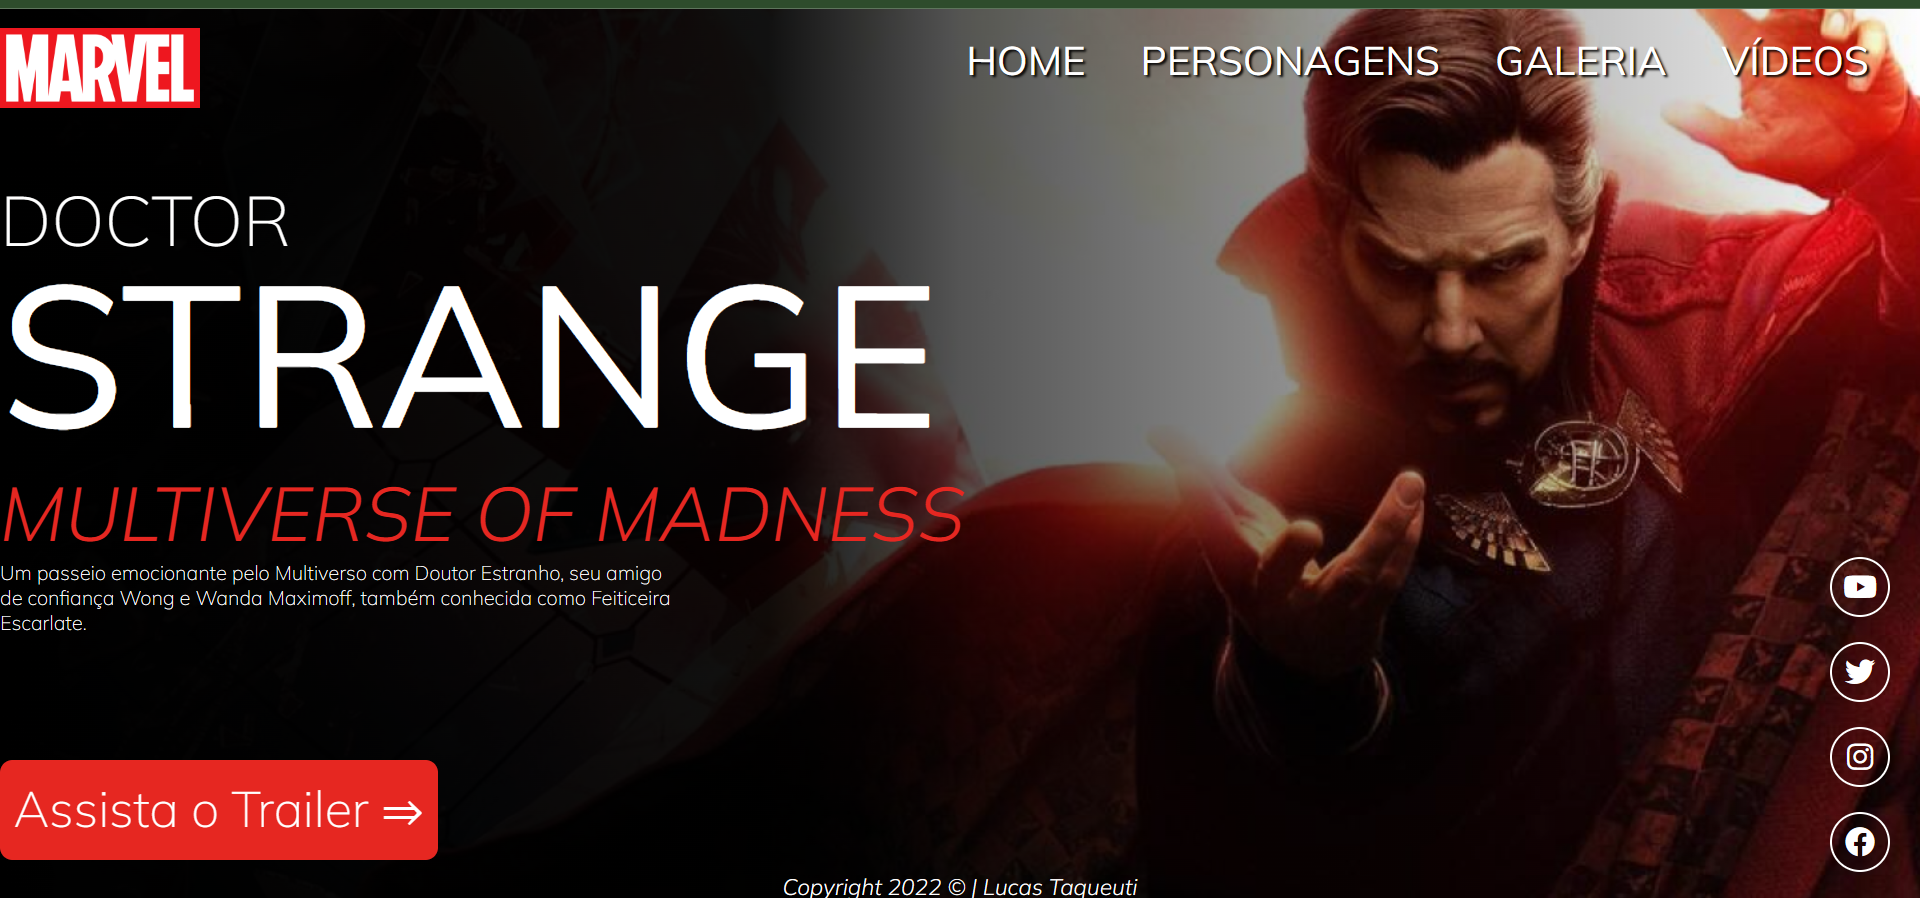 MARVEL
HOME PERSONAGENS GALERIA VÍDEOS
DOCTOR
STRANGE
MULTIVERSE OF MADNESS
Um passeio emocionante pelo Multiverso com Doutor Estranho, seu amigo
de confiança Wong e Wanda Maximoff, também conhecida como Feiticeira
Escarlate.
Assista o Trailer ⇒
Copyright 2022 © | Lucas Taqueuti